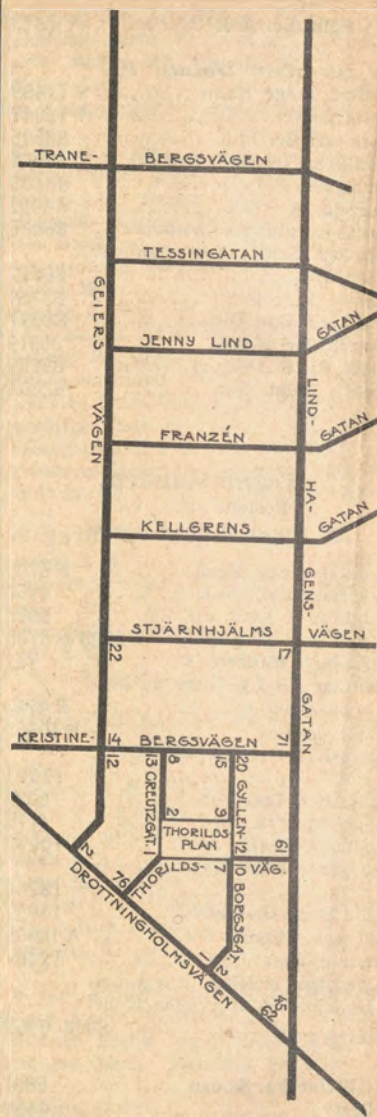 TRANE- BERGSVÄGEN
TESSINGATAN
GEIERS VÄGEN
JENNY LIND GATAN
LIND- HA- GENS- GATAN
FRANZÉN GATAN
KELLGRENS GATAN
STJÄRNHJÄLMS VÄGEN
22 17
KRISTINE- 14 BERGSVÄGEN 71
12
13 CREUTZGAT. 1
8 2
15 9
20 GYLLEN- 12
THORILDS
PLAN
61
THORILDS- 7 VÄG.
10 BORGSGAT. 2
2
76
1
DROTTNINGHOLMSVÄGEN
45
62